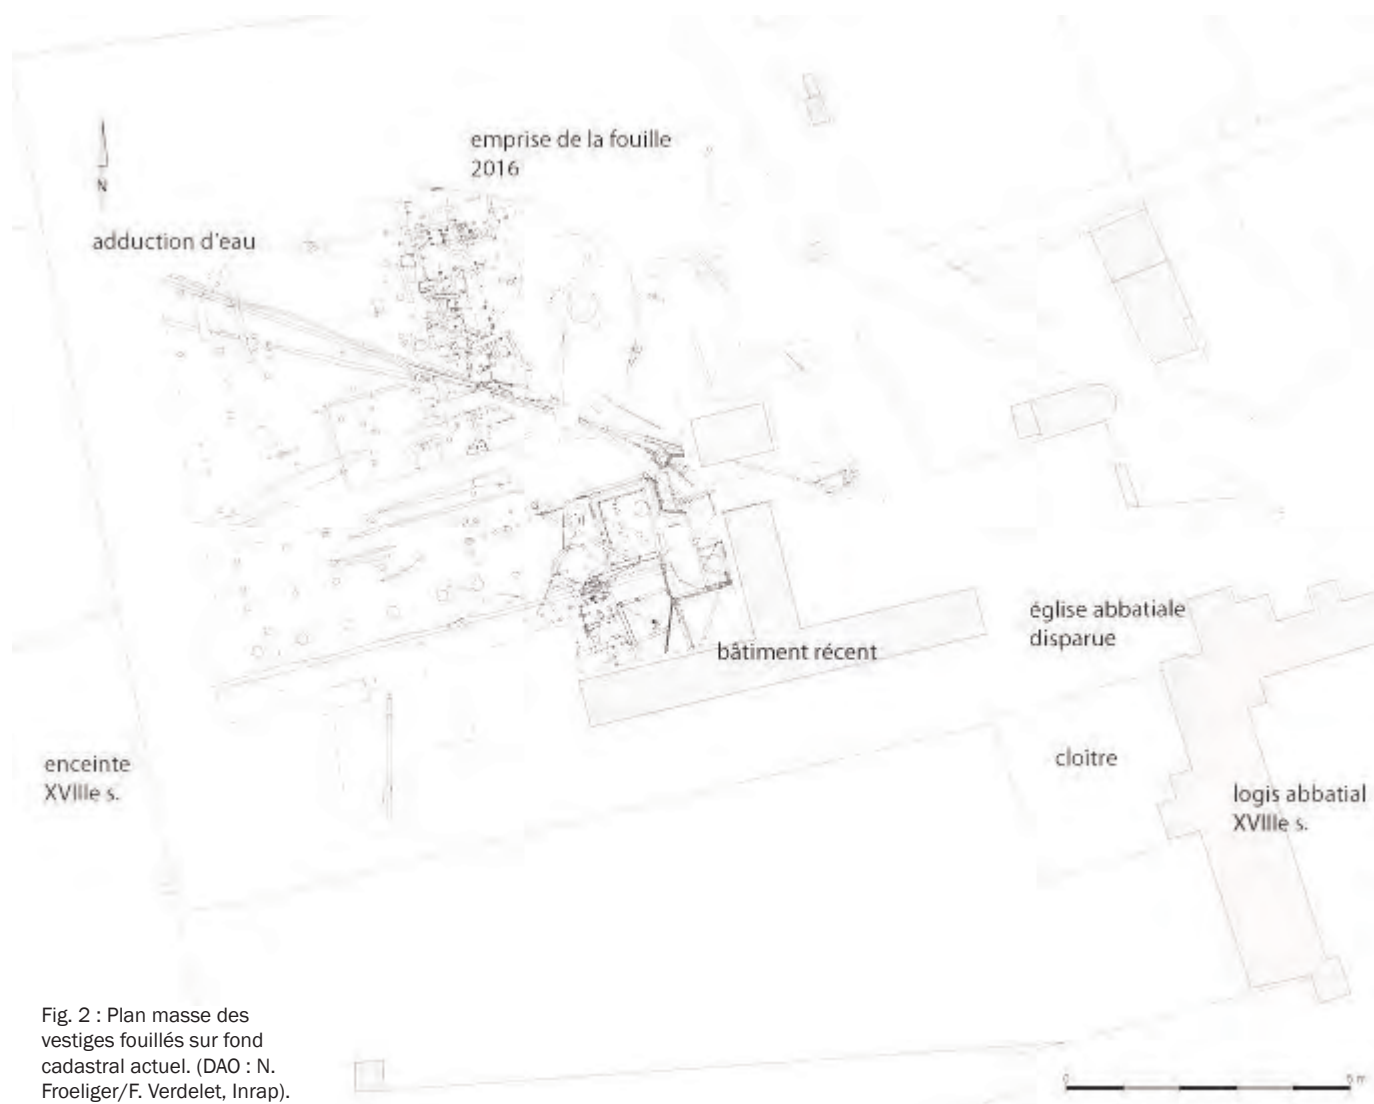 emprise de la fouille
2016
N
adduction d'eau
église abbatiale
disparue
bâtiment récent
enceinte
XVIIIe s.
cloître
logis abbatial
XVIIIe s.
Fig. 2 : Plan masse des
vestiges fouillés sur fond
cadastral actuel. (DAO : N.
Froeliger/F. Verdelet, Inrap).
0